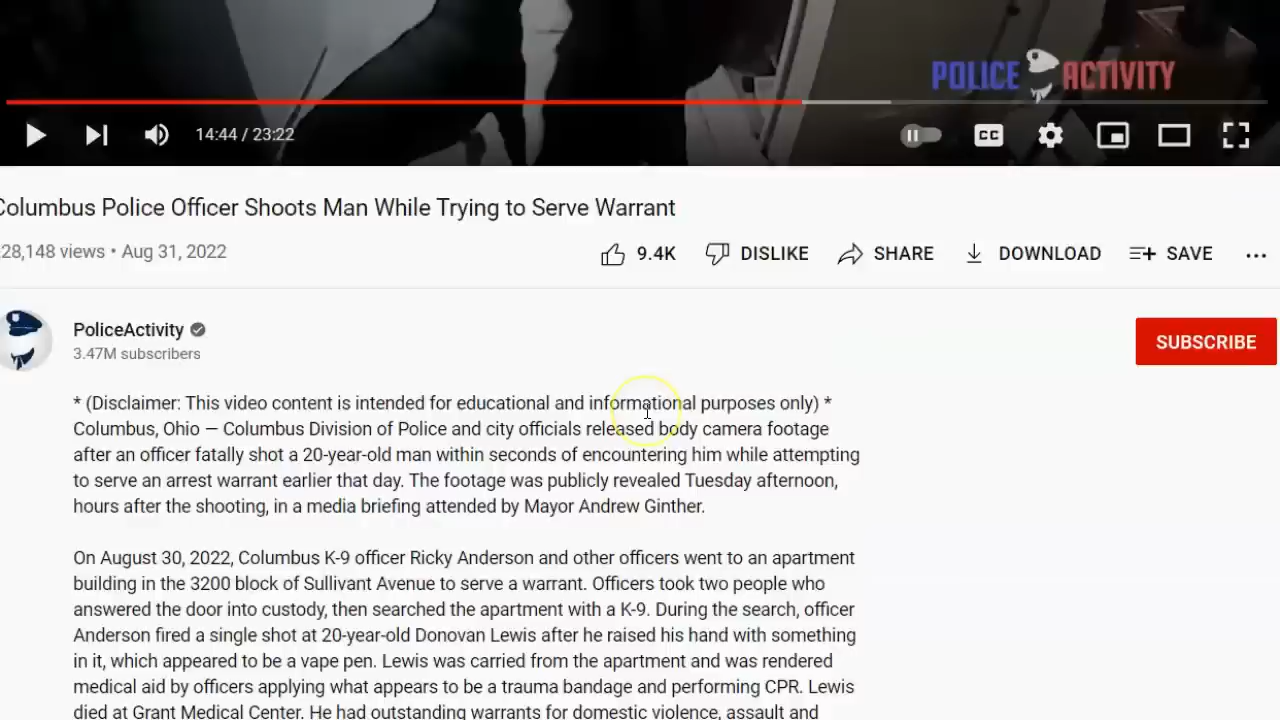 POLICE ACTIVITY
14:44 / 23:22
CC
Columbus Police Officer Shoots Man While Trying to Serve Warrant
28,148 views • Aug 31, 2022
9.4K
DISLIKE
SHARE
DOWNLOAD
SAVE
PoliceActivity
3.47M subscribers
SUBSCRIBE
* (Disclaimer: This video content is intended for educational and informational purposes only) *
Columbus, Ohio — Columbus Division of Police and city officials released body camera footage
after an officer fatally shot a 20-year-old man within seconds of encountering him while attempting
to serve an arrest warrant earlier that day. The footage was publicly revealed Tuesday afternoon,
hours after the shooting, in a media briefing attended by Mayor Andrew Ginther.
On August 30, 2022, Columbus K-9 officer Ricky Anderson and other officers went to an apartment
building in the 3200 block of Sullivant Avenue to serve a warrant. Officers took two people who
answered the door into custody, then searched the apartment with a K-9. During the search, officer
Anderson fired a single shot at 20-year-old Donovan Lewis after he raised his hand with something
in it, which appeared to be a vape pen. Lewis was carried from the apartment and was rendered
medical aid by officers applying what appears to be a trauma bandage and performing CPR. Lewis
died at Grant Medical Center. He had outstanding warrants for domestic violence, assault and